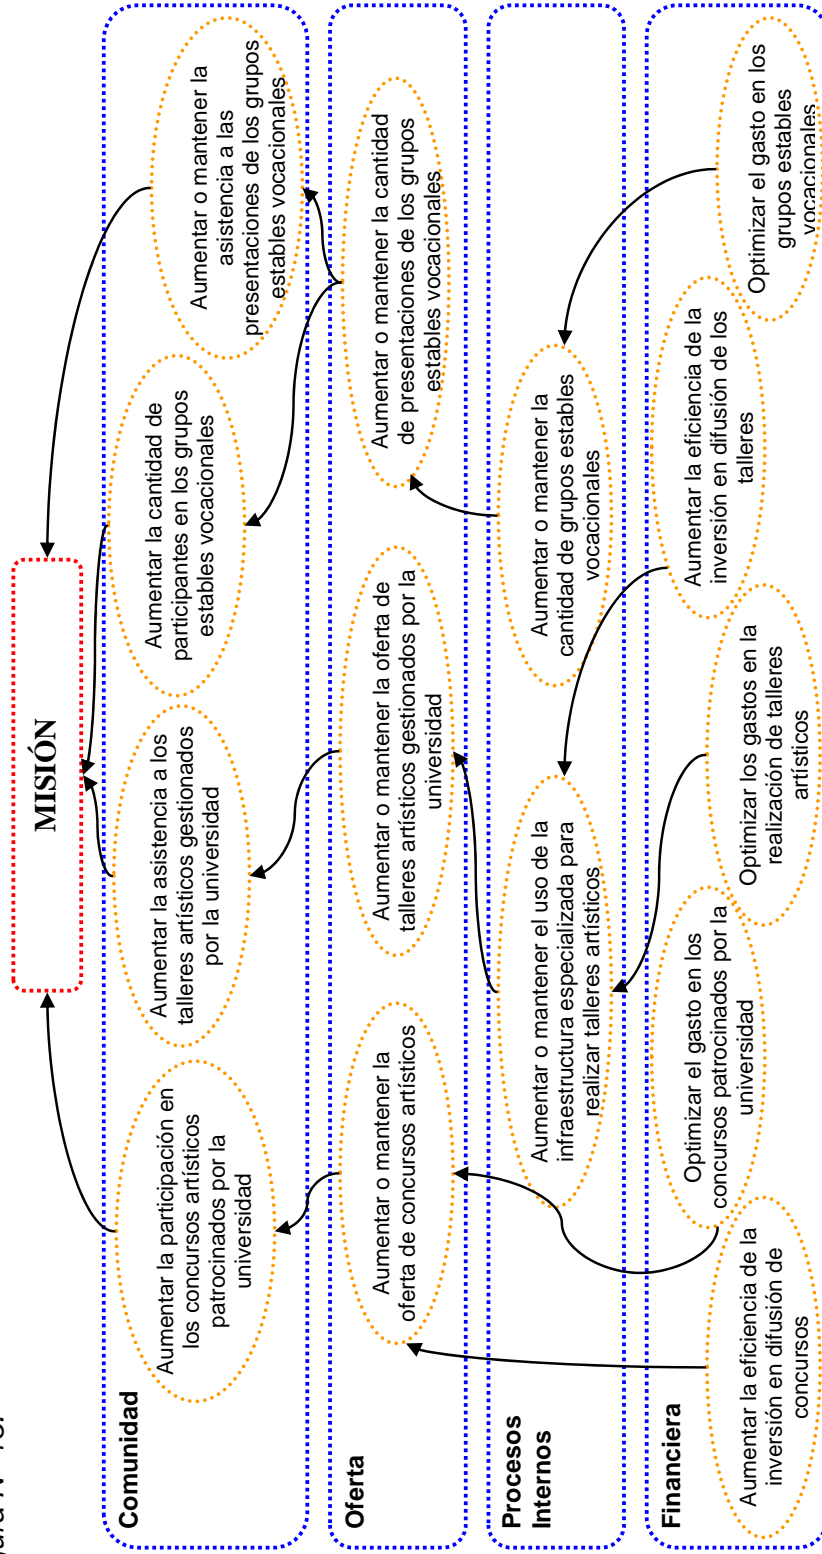 MISIÓN
Comunidad
Aumentar la participación en
los concursos artísticos
patrocinados por la
universidad
Aumentar la asistencia a los
talleres artísticos gestionados
por la universidad
Aumentar la cantidad de
participantes en los grupos
estables vocacionales
Aumentar o mantener la
asistencia a las
presentaciones de los grupos
estables vocacionales
Oferta
Aumentar o mantener la
oferta de concursos artísticos
Aumentar o mantener la oferta de
talleres artísticos gestionados por la
universidad
Aumentar o mantener la cantidad
de presentaciones de los grupos
estables vocacionales
Procesos
Internos
Aumentar o mantener el uso de la
infraestructura especializada para
realizar talleres artísticos
Aumentar o mantener la
cantidad de grupos estables
vocacionales
Financiera
Aumentar la eficiencia de la
inversión en difusión de
concursos
Optimizar el gasto en los
concursos patrocinados por la
universidad
Optimizar los gastos en la
realización de talleres
artísticos
Aumentar la eficiencia de la
inversión en difusión de los
talleres
Optimizar el gasto en los
grupos estables
vocacionales